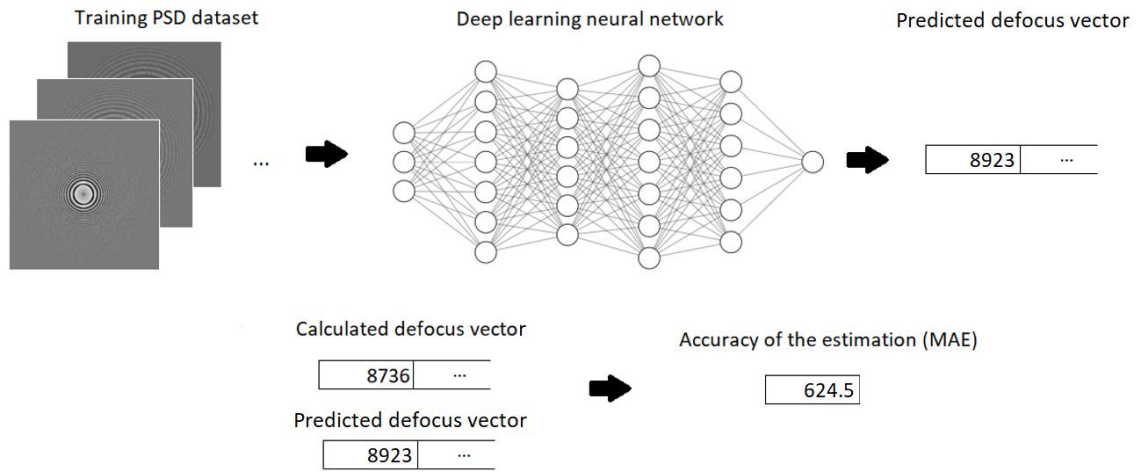 Training PSD dataset
Deep learning neural network
Predicted defocus vector
...
8923 ...
Calculated defocus vector
8736 ...
Predicted defocus vector
8923 ...
Accuracy of the estimation (MAE)
624.5